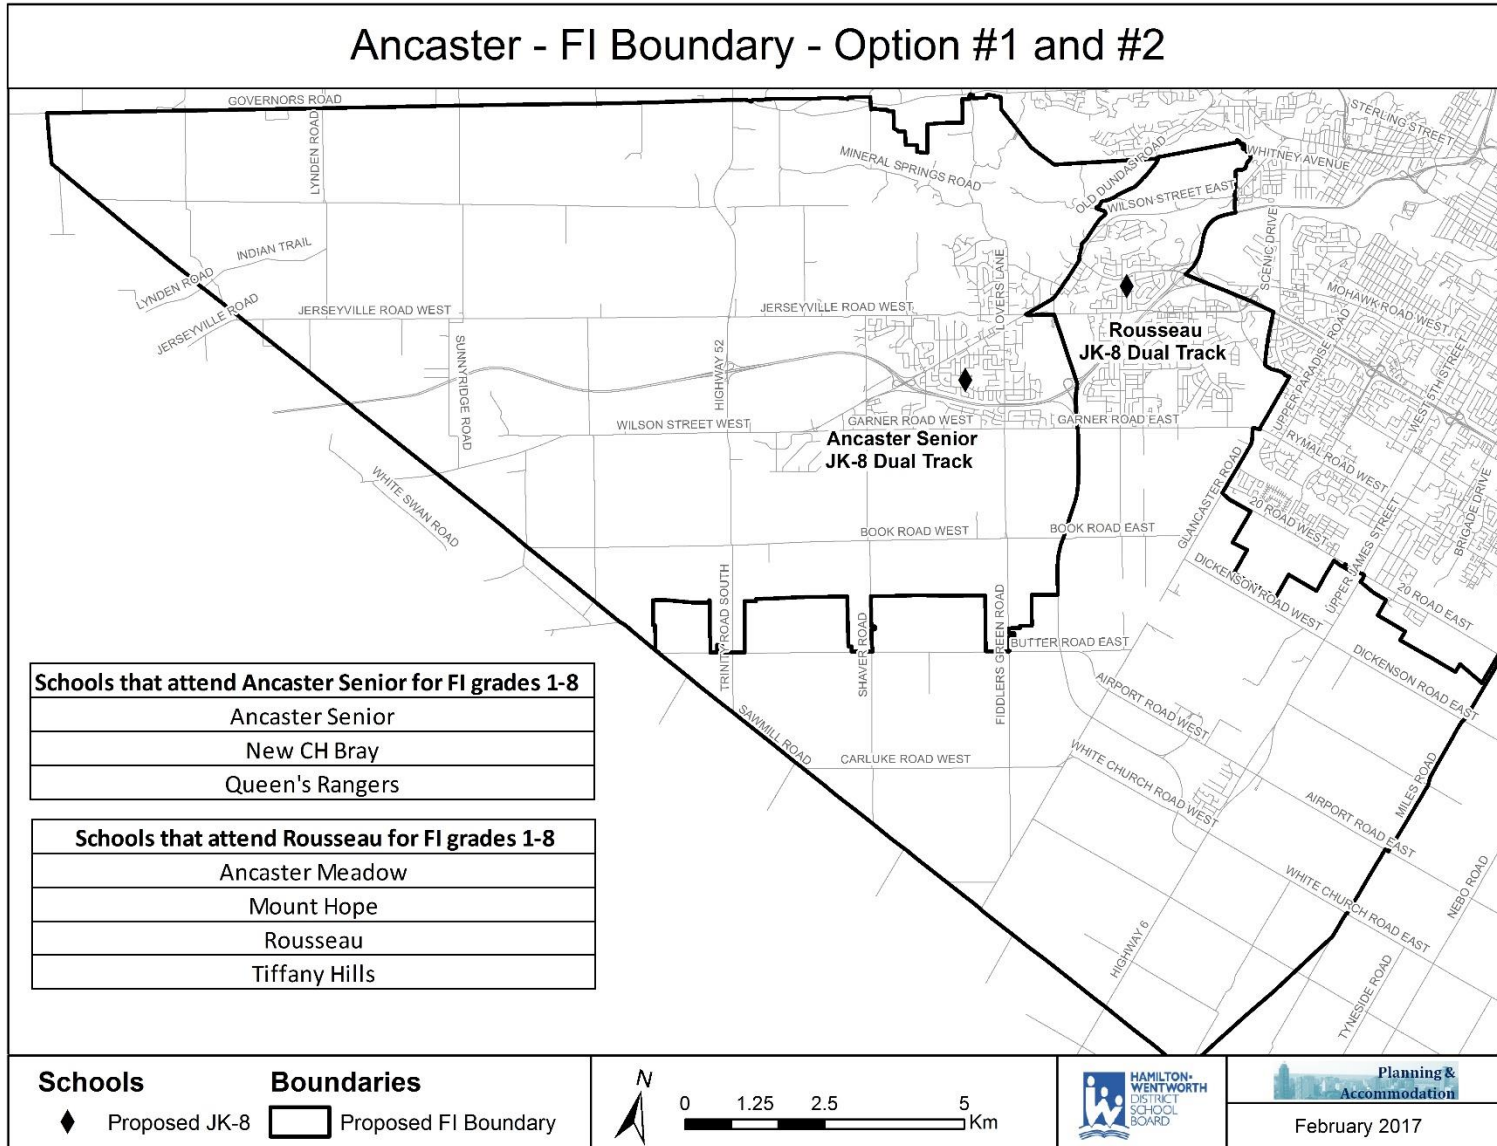 Ancaster - FI Boundary - Option #1 and #2
GOVERNORS ROAD
LYNDEN ROAD
STERLING STREET
MINERAL SPRINGS ROAD
OLD DUNDAS ROAD
WHITNEY AVENUE
WILSON STREET EAST
SCENIC DRIVE
INDIAN TRAIL
LYNDEN ROAD
JERSEYVILLE ROAD
JERSEYVILLE ROAD WEST
JERSEYVILLE ROAD WEST
LOVERS LANE
MOHAWK ROAD WEST
Rousseau
JK-8 Dual Track
SUNNYRIDGE ROAD
HIGHWAY 52
UPPER PARADISE ROAD
WEST 5TH STREET
WILSON STREET WEST
GARNER ROAD WEST
GARNER ROAD EAST
Ancaster Senior
JK-8 Dual Track
RYMAL ROAD WEST
WHITE SWAN ROAD
GLANCASTER ROAD
20 ROAD WEST
BRIGADE DRIVE
BOOK ROAD WEST
BOOK ROAD EAST
UPPER JAMES STREET
DICKENSON ROAD WEST
20 ROAD EAST
TRINITY ROAD SOUTH
SHAVER ROAD
FIDDLERS GREEN ROAD
BUTTER ROAD EAST
DICKENSON ROAD EAST
AIRPORT ROAD WEST
SAWMILL ROAD
CARLUKE ROAD WEST
WHITE CHURCH ROAD WEST
MILES ROAD
AIRPORT ROAD EAST
WHITE CHURCH ROAD EAST
NEBO ROAD
HIGHWAY 6
TYNESIDE ROAD
Schools that attend Ancaster Senior for FI grades 1-8
Ancaster Senior
New CH Bray
Queen's Rangers
Schools that attend Rousseau for FI grades 1-8
Ancaster Meadow
Mount Hope
Rousseau
Tiffany Hills
Schools
Proposed JK-8
Boundaries
Proposed FI Boundary
N
0 1.25 2.5 5
Km
HAMILTON-
WENTWORTH
DISTRICT
SCHOOL
BOARD
Planning &
Accommodation
February 2017